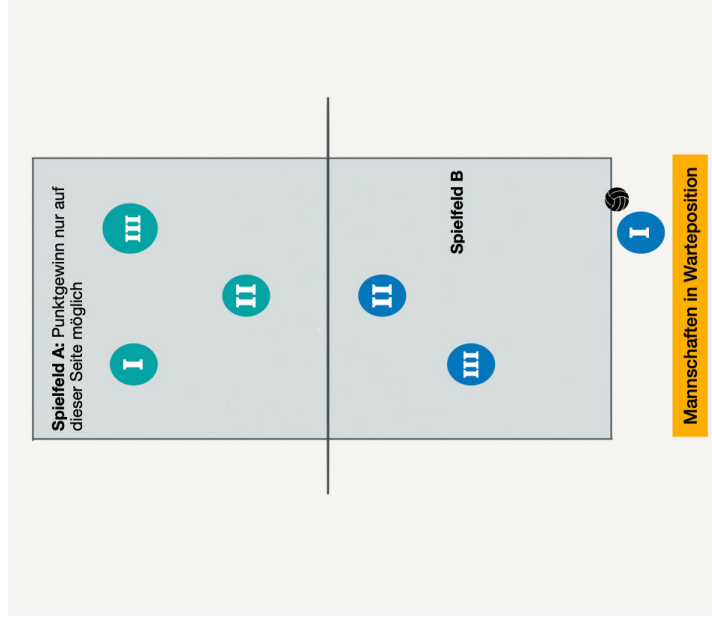 Spielfeld A: Punktgewinn nur auf
dieser Seite möglich
I
III
II
II
III
Spielfeld B
I
Mannschaften in Warteposition